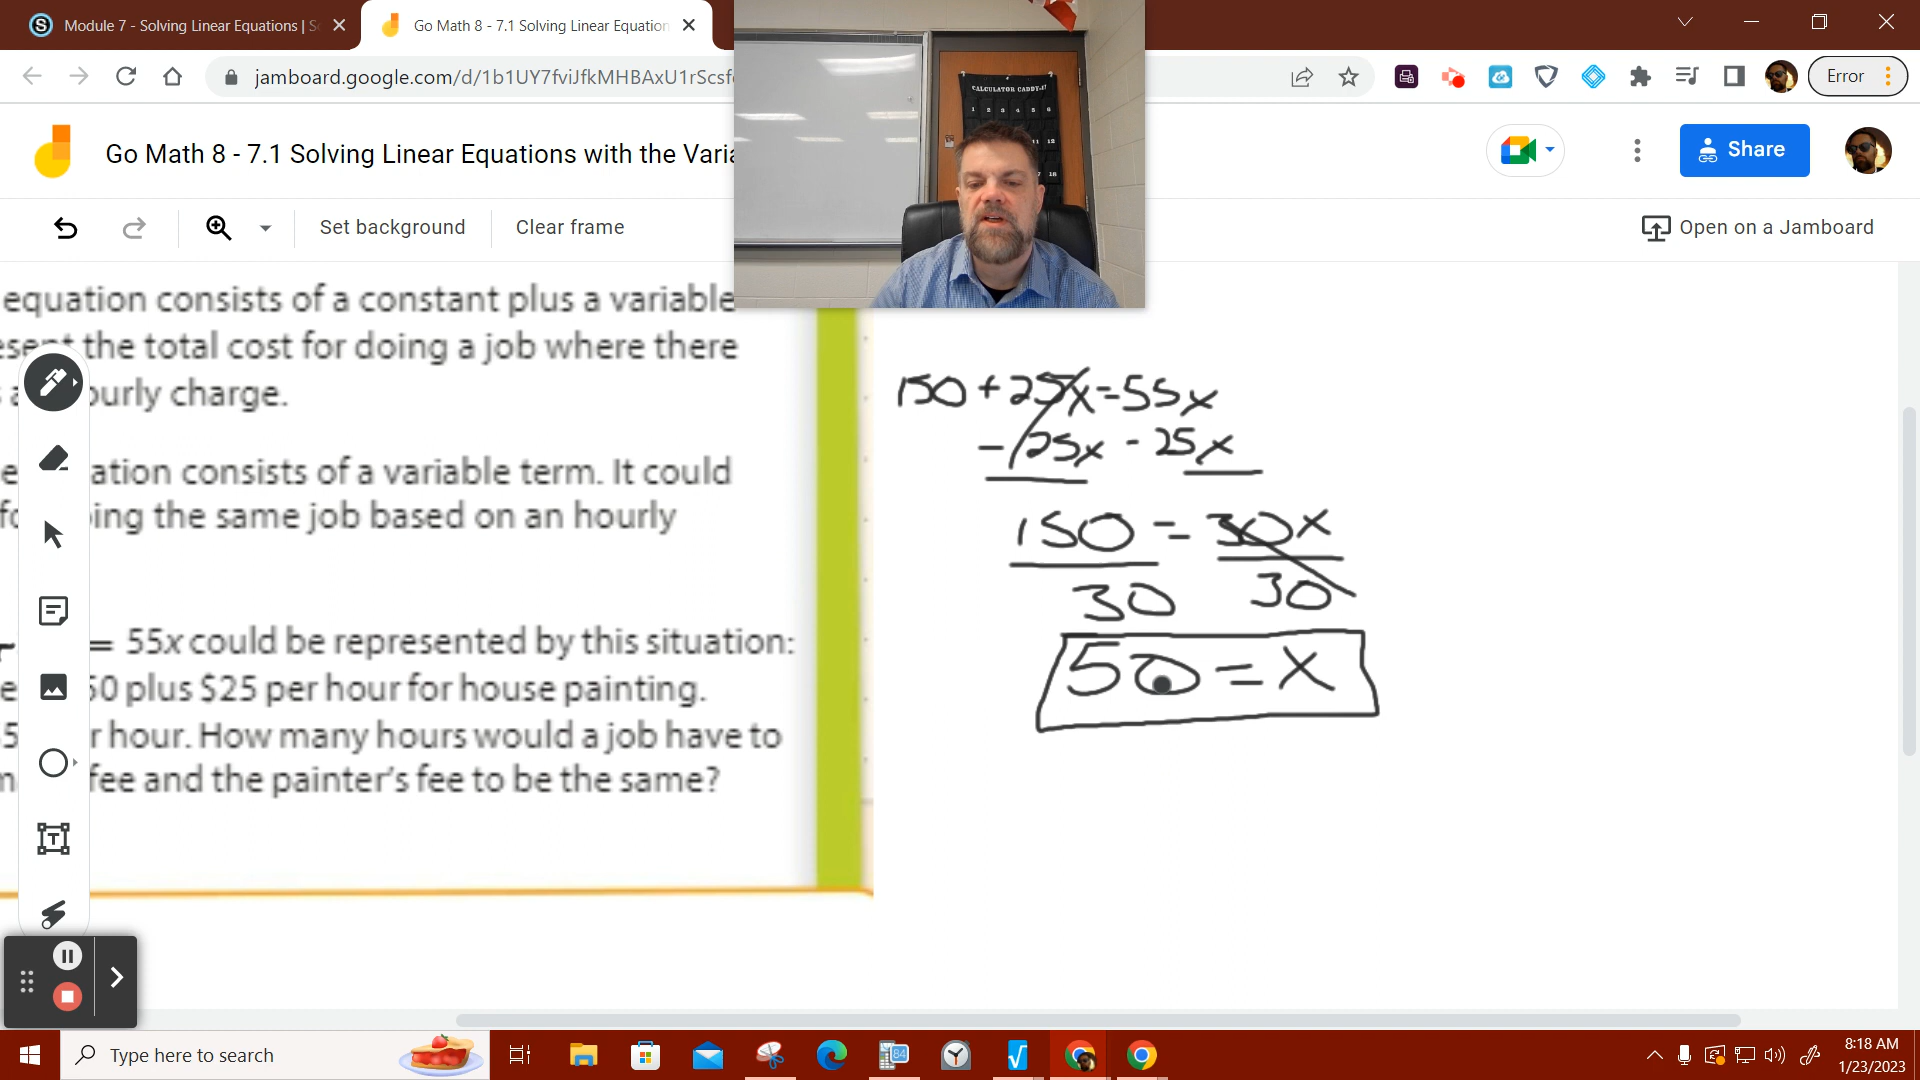 Module 7 - Solving Linear Equations | S
Go Math 8 - 7.1 Solving Linear Equation
jamboard.google.com/d/1b1UY7fviJfkMHBAxU1rScsf
Error
CALCULATOR CADDY
Go Math 8 - 7.1 Solving Linear Equations with the Varia
Share
Set background
Clear frame
Open on a Jamboard
equation consists of a constant plus a variable
the total cost for doing a job where there
ourly charge.
ation consists of a variable term. It could
ing the same job based on an hourly
= 55x could be represented by this situation:
50 plus $25 per hour for house painting.
r hour. How many hours would a job have to
fee and the painter's fee to be the same?
150 + 25x = 55x
- 25x - 25x
150 = 30x
30 30
50 = x
Type here to search
84
8:18 AM
1/23/2023